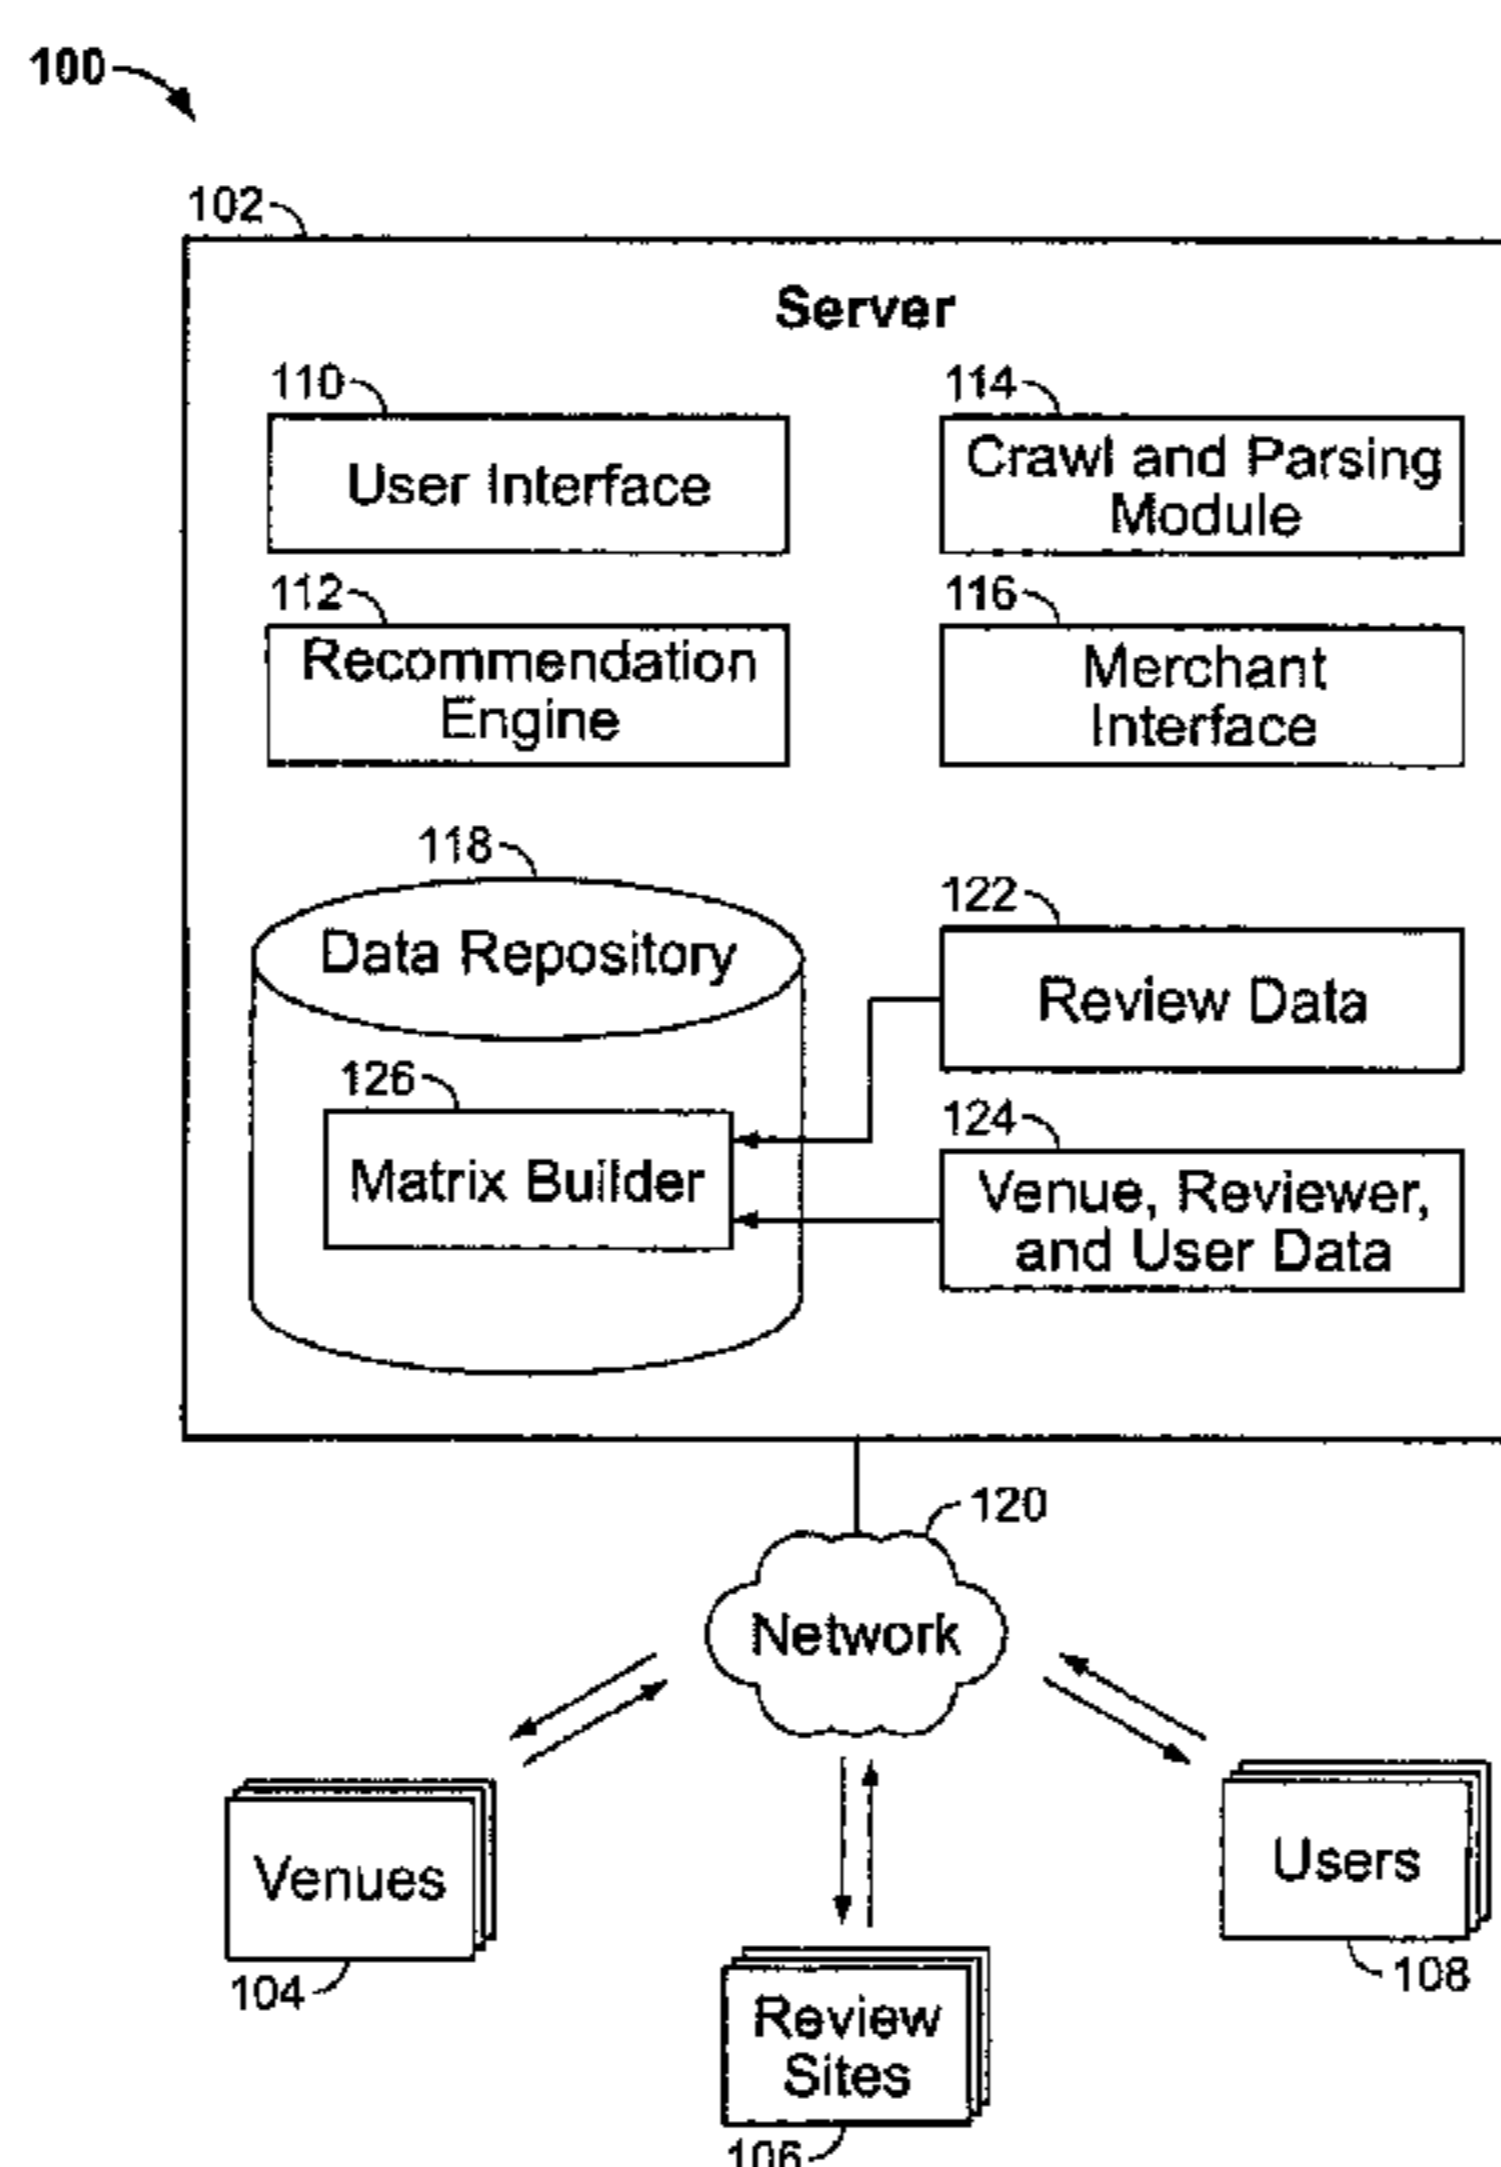 100
102
Server
110
User Interface
114
Crawl and Parsing
Module
112
Recommendation
Engine
116
Merchant
Interface
118
Data Repository
122
Review Data
126
Matrix Builder
124
Venue, Reviewer,
and User Data
120
Network
Venues
104
Users
108
Review
Sites
106